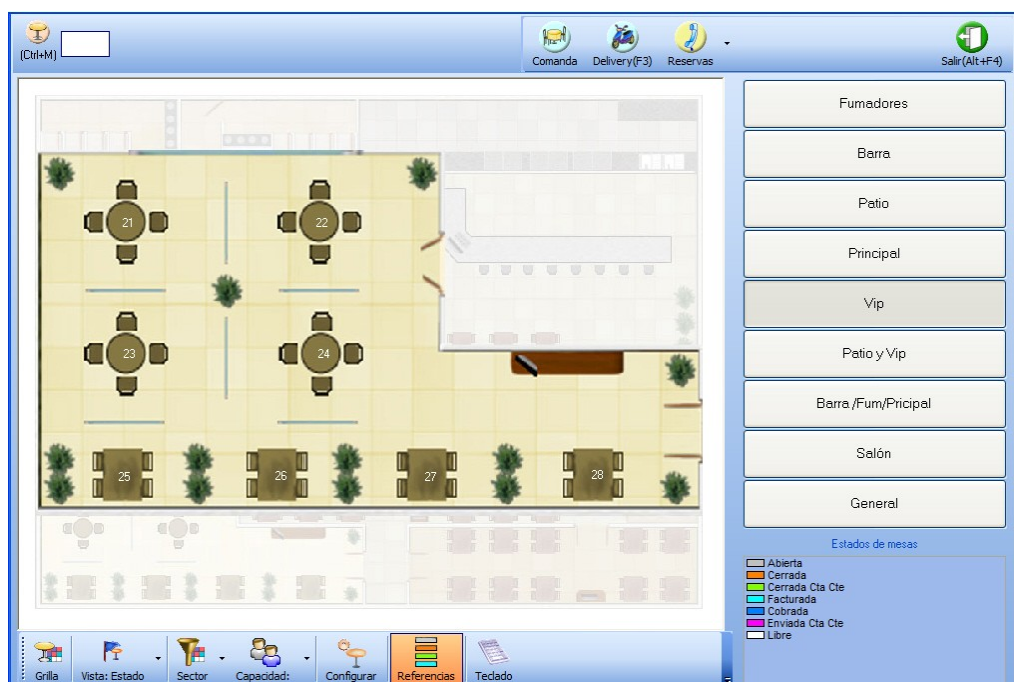 (Ctrl+M)
Comanda
Delivery(F3)
Reservas
Salir(Alt+F4)
21
22
23
24
25
26
27
28
Fumadores
Barra
Patio
Principal
Vip
Patio y Vip
Barra /Fum/Pricipal
Salón
General
Estados de mesas
Abierta
Cerrada
Cerrada Cta Cte
Facturada
Cobrada
Enviada Cta Cte
Libre
Grilla
Vista: Estado
Sector
Capacidad:
Configurar
Referencias
Teclado